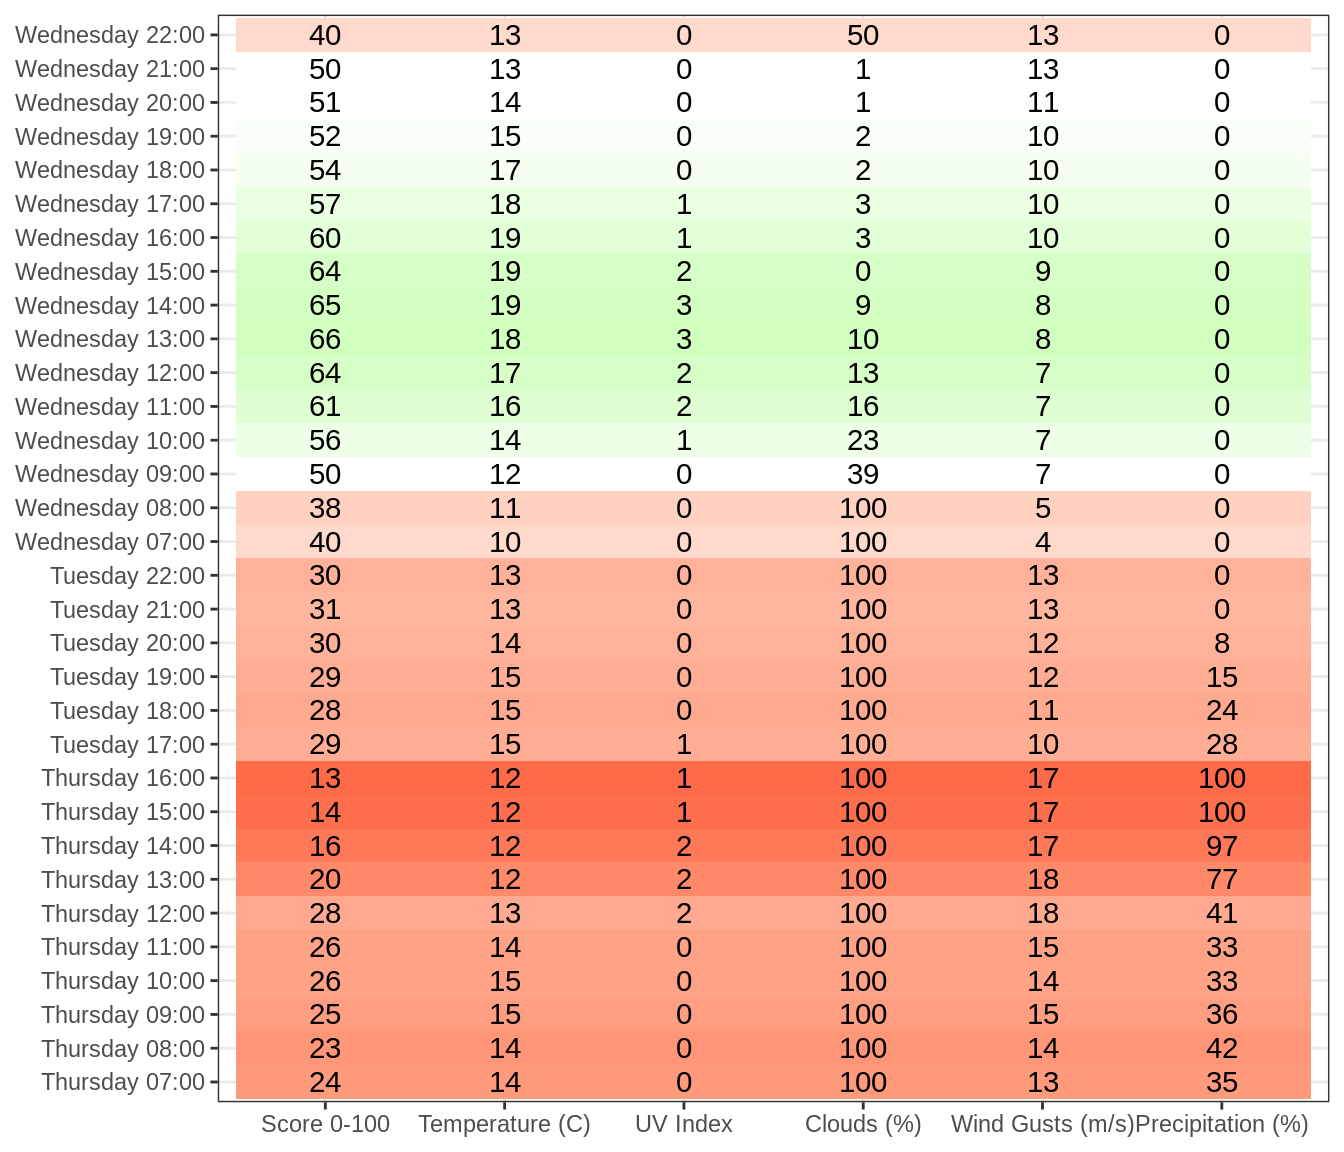 Wednesday 22:00 40 13 0 50 13 0
Wednesday 21:00 50 13 0 1 13 0
Wednesday 20:00 51 14 0 1 11 0
Wednesday 19:00 52 15 0 2 10 0
Wednesday 18:00 54 17 0 2 10 0
Wednesday 17:00 57 18 1 3 10 0
Wednesday 16:00 60 19 1 3 10 0
Wednesday 15:00 64 19 2 0 9 0
Wednesday 14:00 65 19 3 9 8 0
Wednesday 13:00 66 18 3 10 8 0
Wednesday 12:00 64 17 2 13 7 0
Wednesday 11:00 61 16 2 16 7 0
Wednesday 10:00 56 14 1 23 7 0
Wednesday 09:00 50 12 0 39 7 0
Wednesday 08:00 38 11 0 100 5 0
Wednesday 07:00 40 10 0 100 4 0
Tuesday 22:00 30 13 0 100 13 0
Tuesday 21:00 31 13 0 100 13 0
Tuesday 20:00 30 14 0 100 12 8
Tuesday 19:00 29 15 0 100 12 15
Tuesday 18:00 28 15 0 100 11 24
Tuesday 17:00 29 15 1 100 10 28
Thursday 16:00 13 12 1 100 17 100
Thursday 15:00 14 12 1 100 17 100
Thursday 14:00 16 12 2 100 17 97
Thursday 13:00 20 12 2 100 18 77
Thursday 12:00 28 13 2 100 18 41
Thursday 11:00 26 14 0 100 15 33
Thursday 10:00 26 15 0 100 14 33
Thursday 09:00 25 15 0 100 15 36
Thursday 08:00 23 14 0 100 14 42
Thursday 07:00 24 14 0 100 13 35
Score 0-100 Temperature (C) UV Index Clouds (%) Wind Gusts (m/s) Precipitation (%)